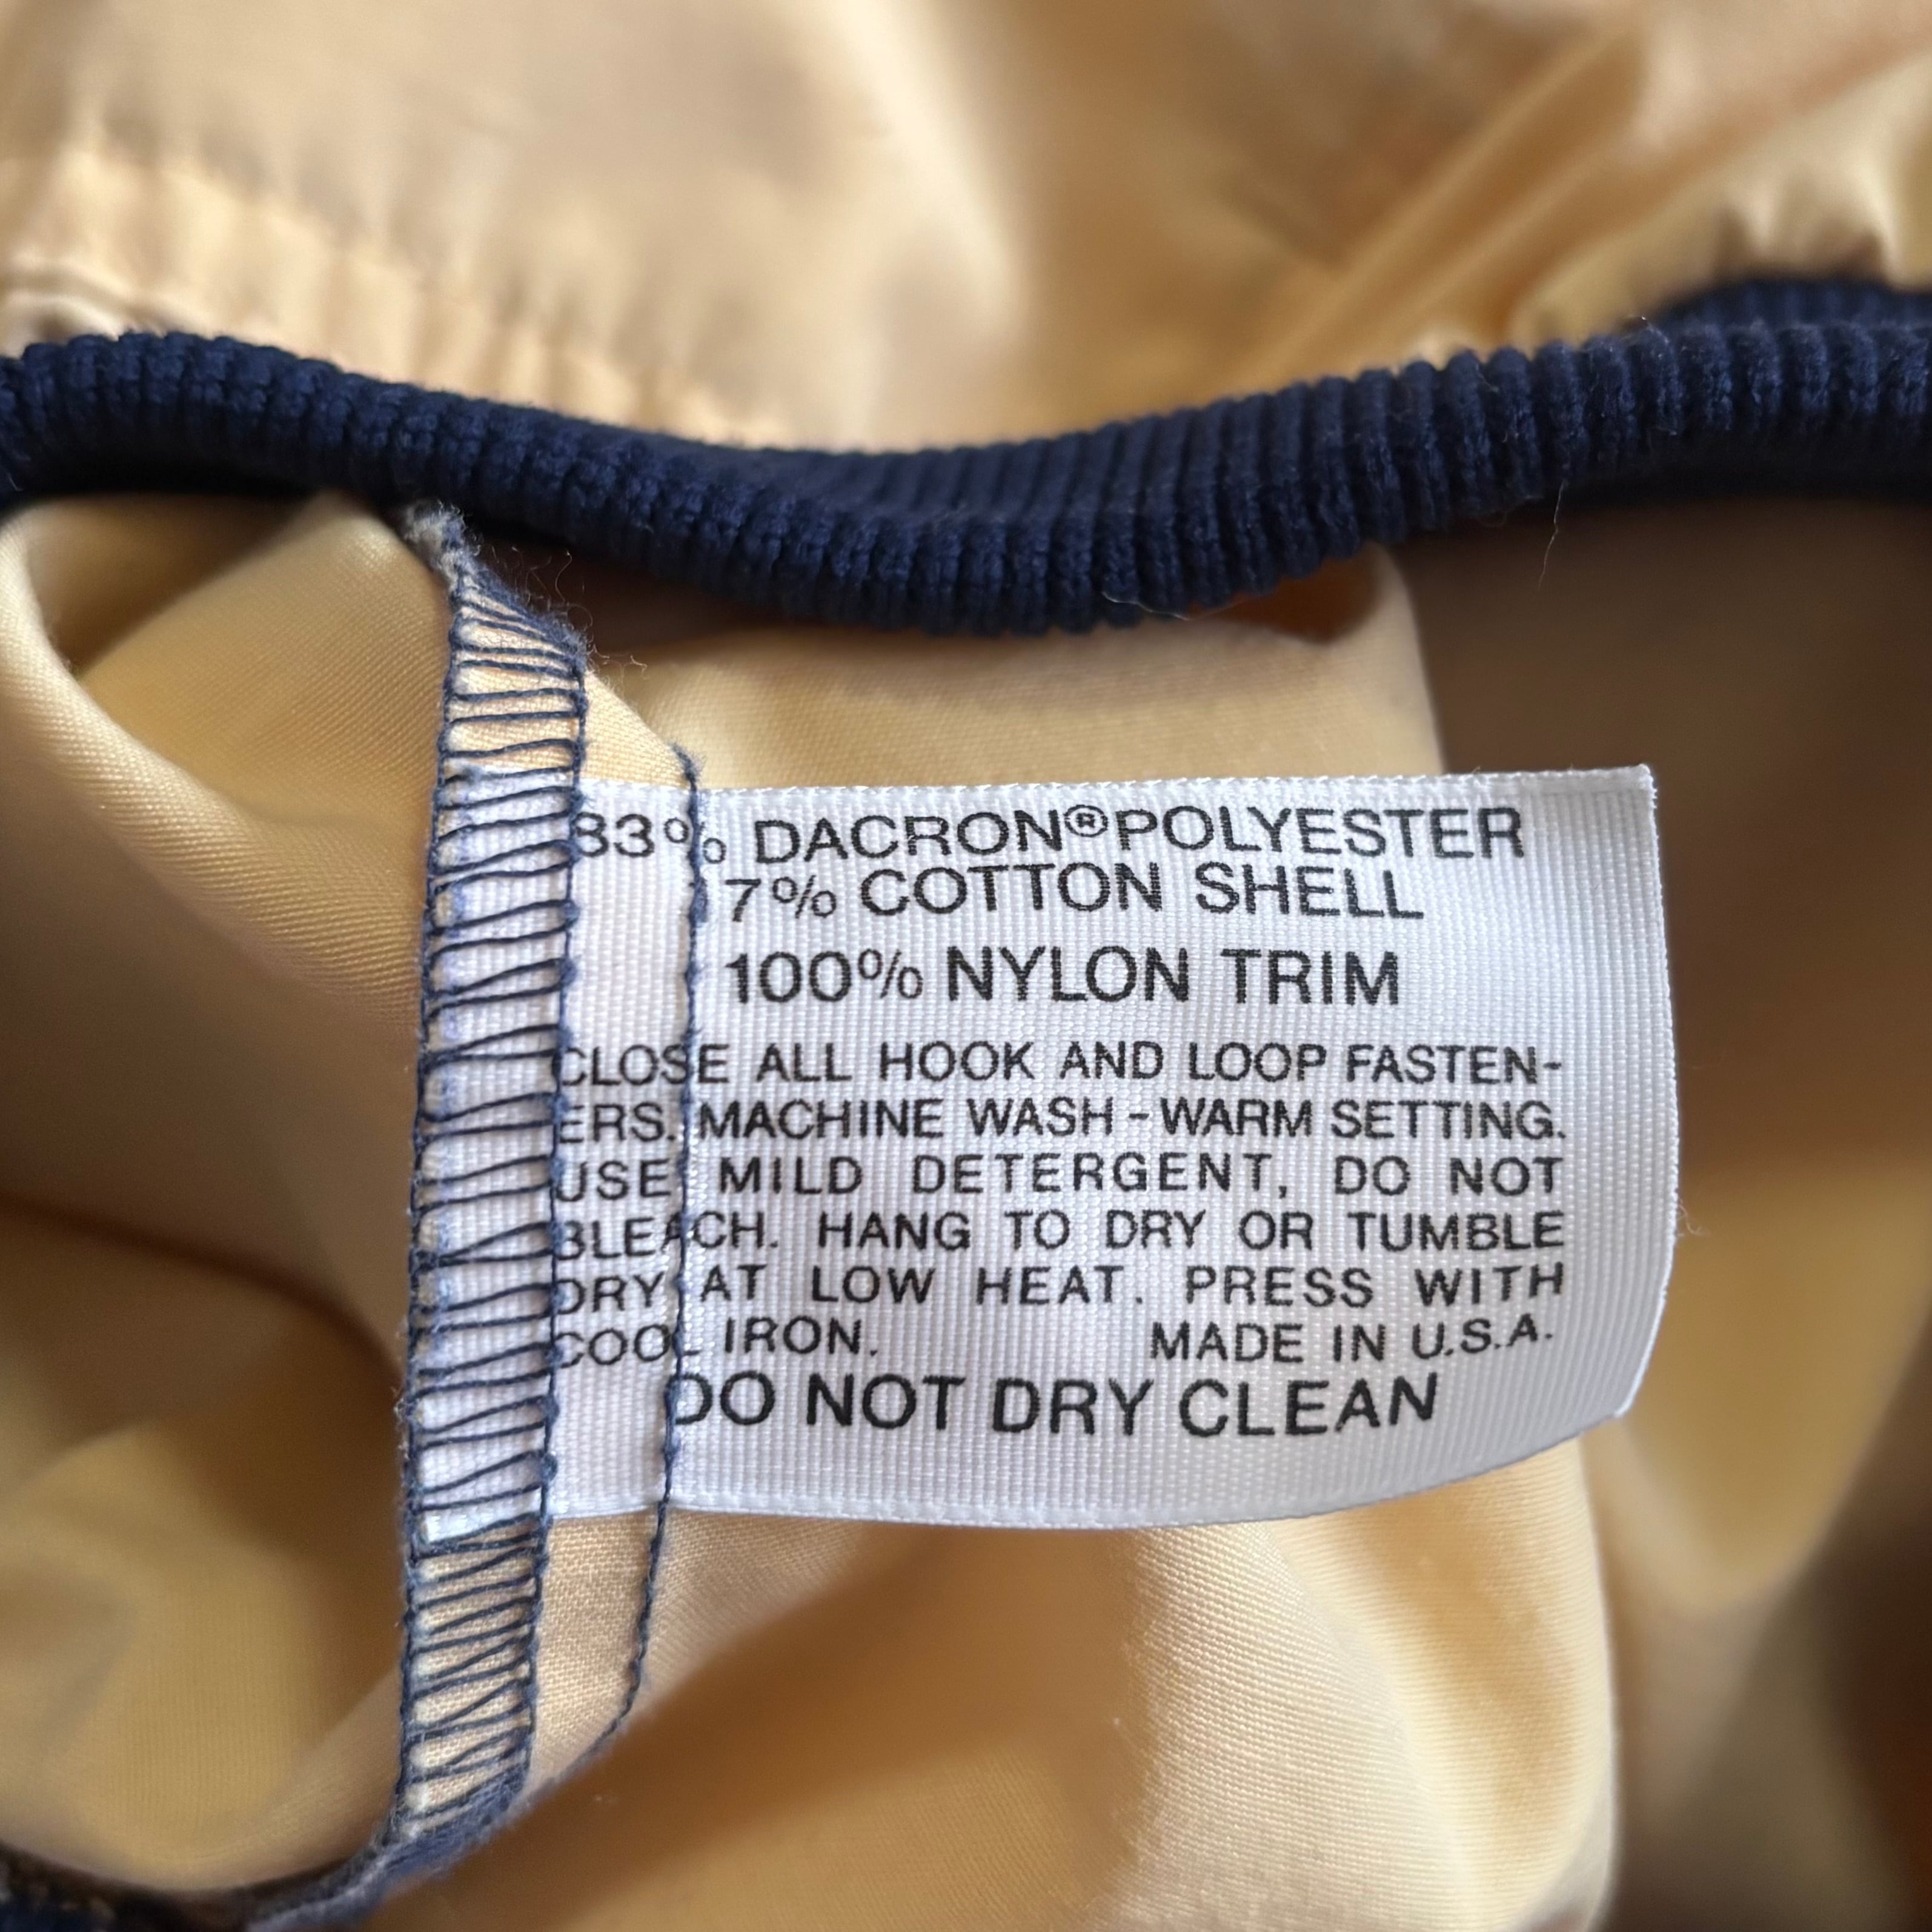 83% DACRON® POLYESTER
17% COTTON SHELL
100% NYLON TRIM
CLOSE ALL HOOK AND LOOP FASTEN-
ERS. MACHINE WASH - WARM SETTING.
USE MILD DETERGENT, DO NOT
BLEACH. HANG TO DRY OR TUMBLE
DRY AT LOW HEAT. PRESS WITH
COOL IRON. MADE IN U.S.A.
DO NOT DRY CLEAN